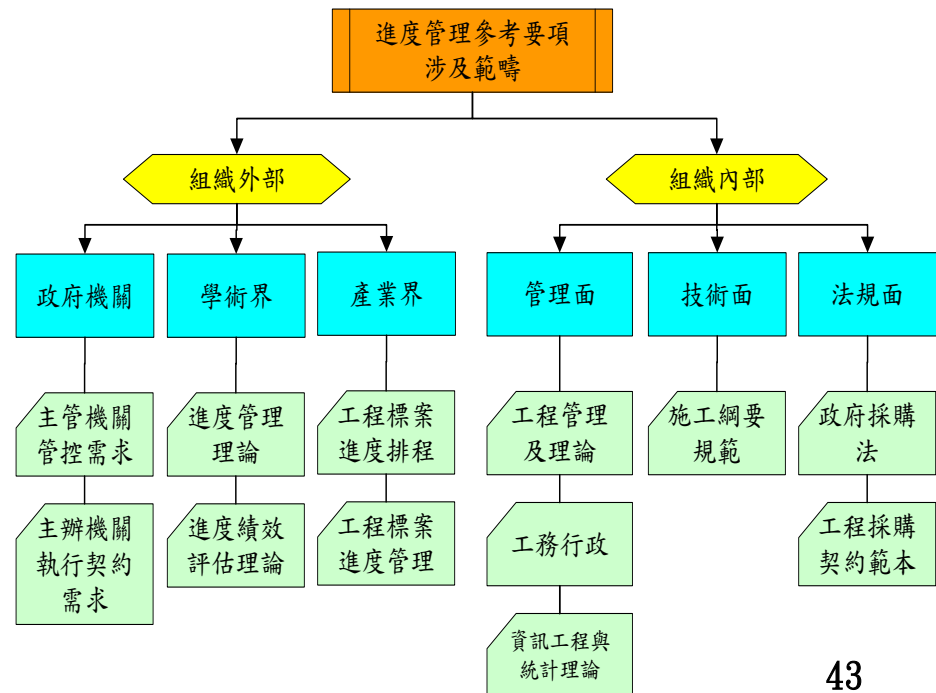 進度管理參考要項
涉及範疇
組織外部
組織內部
政府機關
學術界
產業界
管理面
技術面
法規面
主管機關
管控需求
進度管理
理論
工程標案
進度排程
工程管理
及理論
施工綱要
規範
政府採購
法
主辦機關
執行契約
需求
進度績效
評估理論
工程標案
進度管理
工務行政
工程採購
契約範本
資訊工程與
統計理論
43